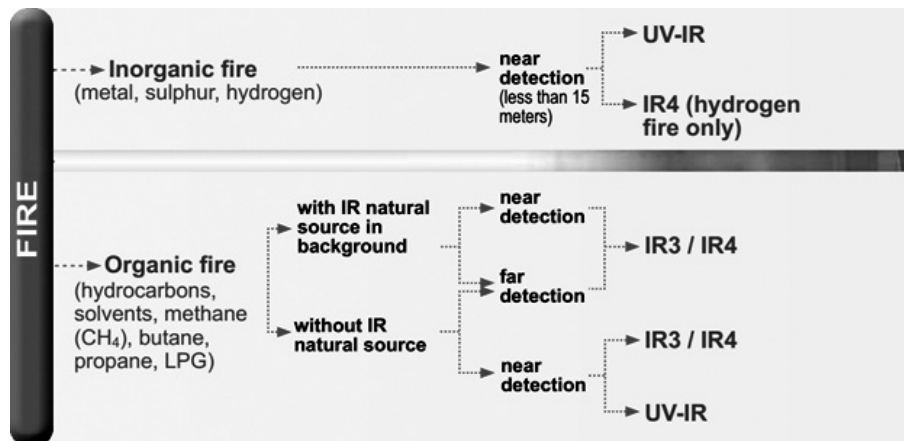 FIRE
Inorganic fire
(metal, sulphur, hydrogen)
near
detection
(less than 15
meters)
UV-IR
IR4 (hydrogen
fire only)
Organic fire
(hydrocarbons,
solvents, methane
(CH₄), butane,
propane, LPG)
with IR natural
source in
background
without IR
natural source
near
detection
far
detection
IR3 / IR4
near
detection
IR3 / IR4
UV-IR